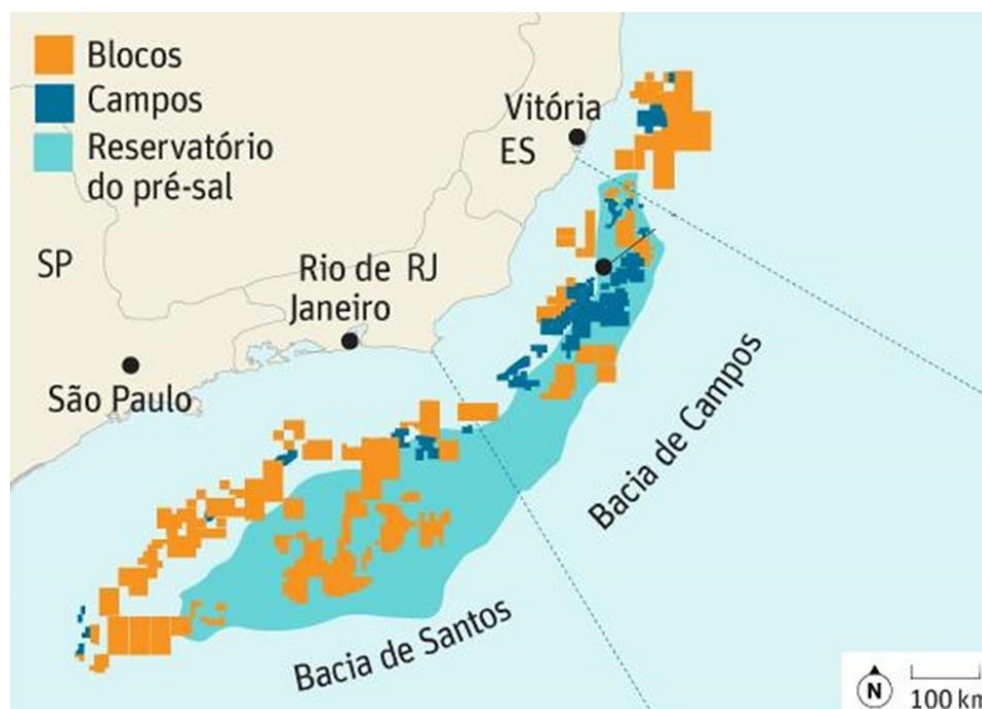 Blocos
Campos
Reservatório
do pré-sal
Vitória
ES
SP
Rio de RJ
Janeiro
São Paulo
Bacia de Campos
Bacia de Santos
N
100 km